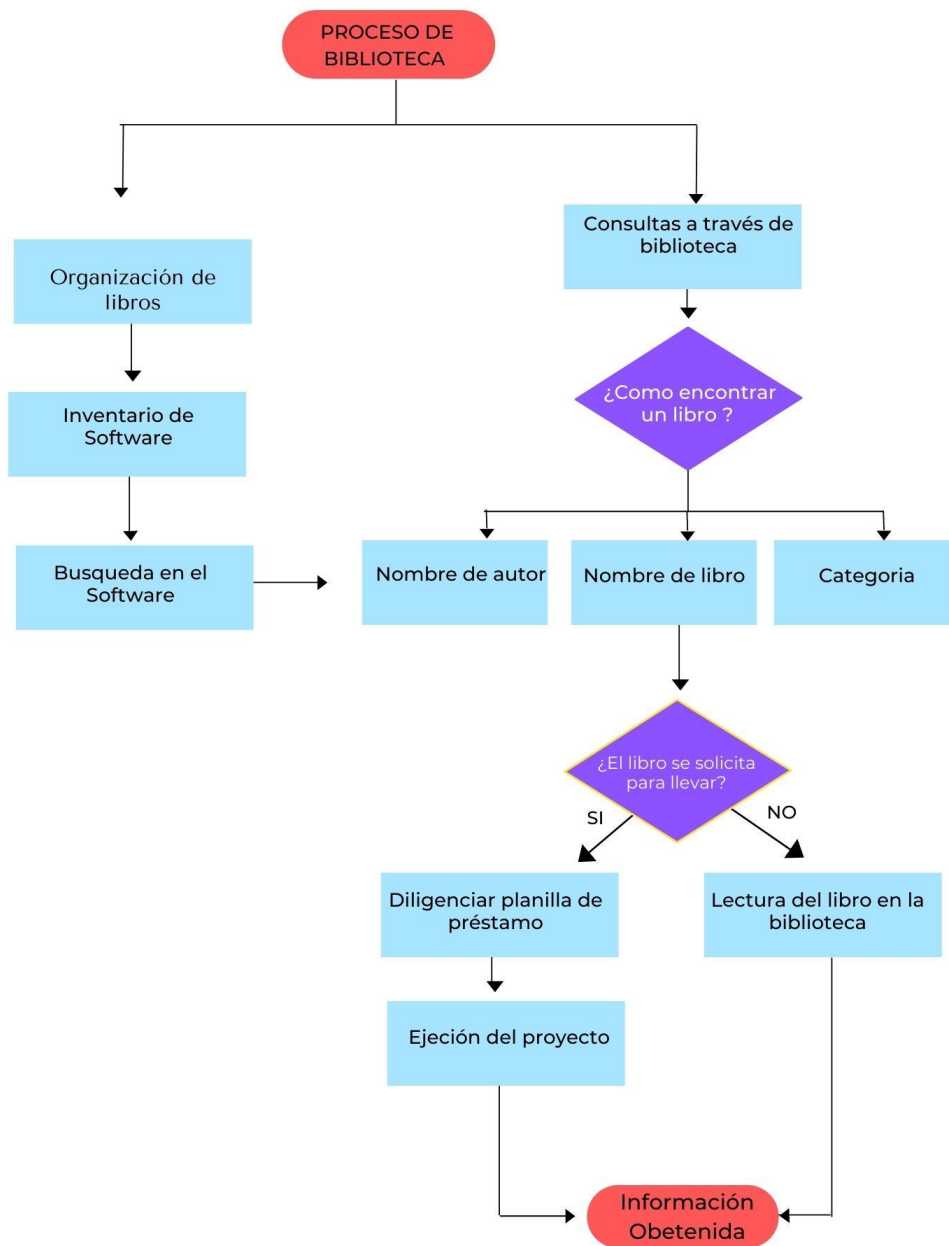 PROCESO DE
BIBLIOTECA
Consultas a través de
biblioteca
Organización de
libros
¿Como encontrar
un libro ?
Inventario de
Software
Busqueda en el
Software
Nombre de autor
Nombre de libro
Categoria
¿El libro se solicita
para llevar?
SI
NO
Diligenciar planilla de
préstamo
Lectura del libro en la
biblioteca
Ejeción del proyecto
Información
Obetenida